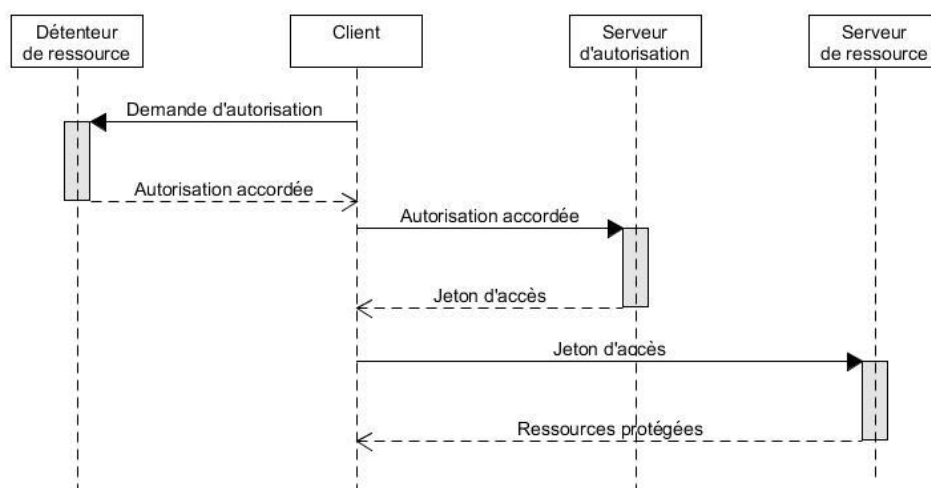 Détenteur
de ressource
Client
Serveur
d'autorisation
Serveur
de ressource
Demande d'autorisation
Autorisation accordée
Autorisation accordée
Jeton d'accès
Jeton d'accès
Ressources protégées